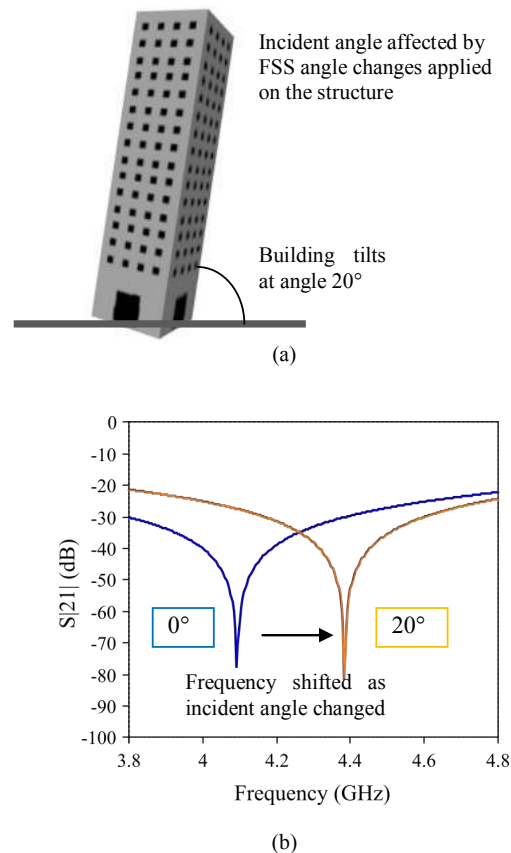 Incident angle affected by
FSS angle changes applied
on the structure
Building tilts
at angle 20°
(a)
0
-10
-20
-30
-40
-50
-60
-70
-80
-90
-100
S|21| (dB)
0°
20°
Frequency shifted as
incident angle changed
3.8 4 4.2 4.4 4.6 4.8
Frequency (GHz)
(b)